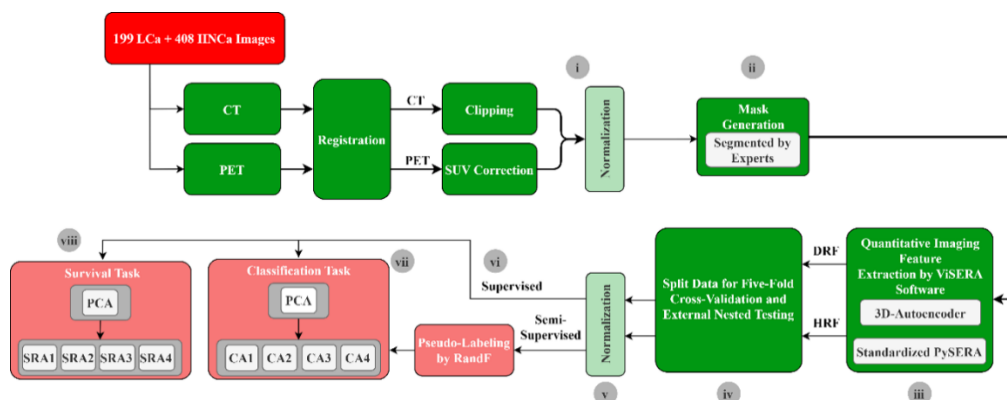 199 LCa + 408 HNCa Images
i
ii
CT
Registration
CT
Clipping
Normalization
Mask
Generation
Segmented by
Experts
PET
PET
SUV Correction
viii
Survival Task
PCA
SRA1 SRA2 SRA3 SRA4
vii
Classification Task
PCA
CA1 CA2 CA3 CA4
vi
Supervised
Semi-
Supervised
Pseudo-Labeling
by RandF
Normalization
v
Split Data for Five-Fold
Cross-Validation and
External Nested Testing
iv
DRF
HRF
Quantitative Imaging
Feature
Extraction by ViSERA
Software
3D-Autoencoder
Standardized PySERA
iii